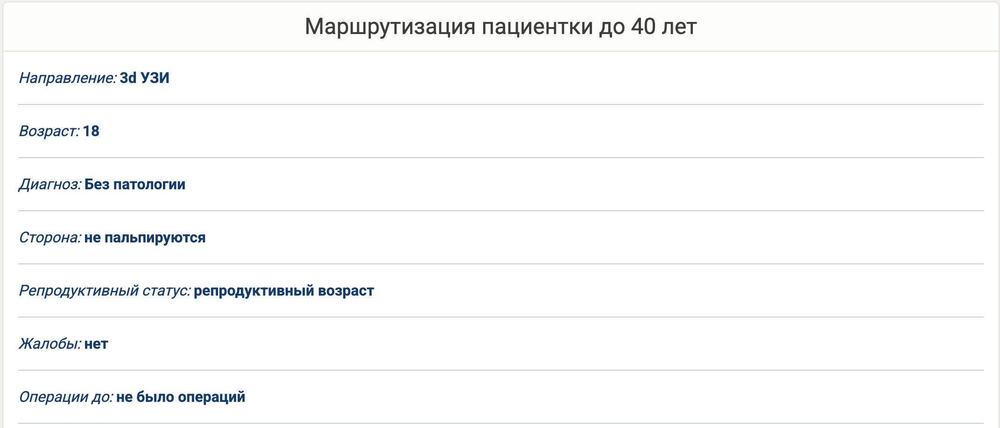 Маршрутизация пациентки до 40 лет
Направление: 3d УЗИ
Возраст: 18
Диагноз: Без патологии
Сторона: не пальпируются
Репродуктивный статус: репродуктивный возраст
Жалобы: нет
Операции до: не было операций